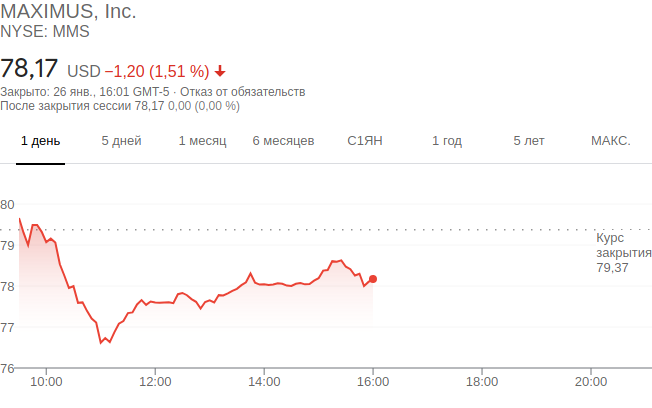 MAXIMUS, Inc.
NYSE: MMS
78,17 USD −1,20 (1,51 %)
Закрыто: 26 янв., 16:01 GMT-5 · Отказ от обязательств
После закрытия сессии 78,17 0,00 (0,00 %)
1 день 5 дней 1 месяц 6 месяцев С1ЯН 1 год 5 лет МАКС.
80
79
Курс
закрытия
79,37
78
77
76
10:00 12:00 14:00 16:00 18:00 20:00